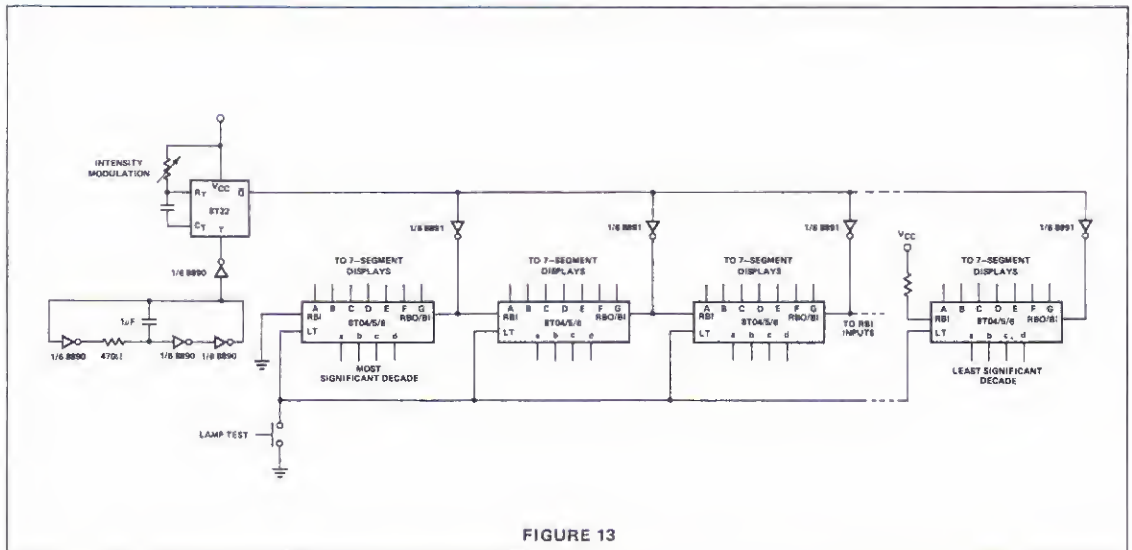 INTENSITY
MODULATION
VCC
RT
Q
8T22
CT
T
1/6 8890
1/6 8891
1/6 8891
1/6 8891
1/6 8891
VCC
1µF
1/6 8890
470Ω
1/6 8890
1/6 8890
TO 7–SEGMENT
DISPLAYS
A B C D E F G
RBI
RBO/BI
8T04/5/6
LT
a b c d
MOST
SIGNIFICANT DECADE
TO 7–SEGMENT
DISPLAYS
A B C D E F G
RBI
RBO/BI
8T04/5/6
LT
a b c d
TO 7–SEGMENT
DISPLAYS
A B C D E F G
RBI
RBO/BI
8T04/5/6
LT
a b c d
TO RBI
INPUTS
TO 7–SEGMENT
DISPLAYS
A B C D E F G
RBI
RBO/BI
8T04/5/6
LT
a b c d
LEAST SIGNIFICANT
DECADE
LAMP TEST
FIGURE 13